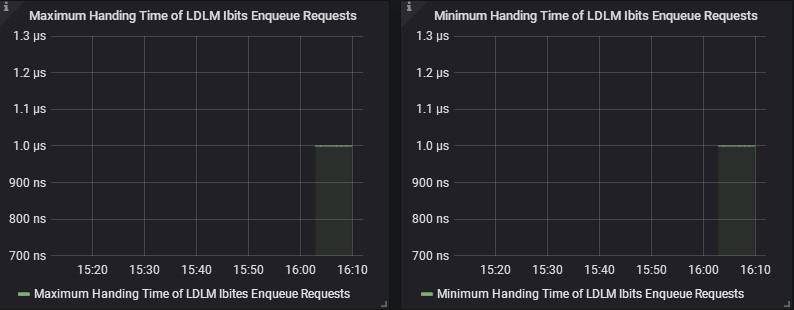 i
Maximum Handing Time of LDLM Ibits Enqueue Requests
1.3 µs
1.2 µs
1.1 µs
1.0 µs
900 ns
800 ns
700 ns
15:20 15:30 15:40 15:50 16:00 16:10
Maximum Handing Time of LDLM Ibites Enqueue Requests
i
Minimum Handing Time of LDLM Ibits Enqueue Requests
1.3 µs
1.2 µs
1.1 µs
1.0 µs
900 ns
800 ns
700 ns
15:20 15:30 15:40 15:50 16:00 16:10
Minimum Handing Time of LDLM Ibits Enqueue Requests